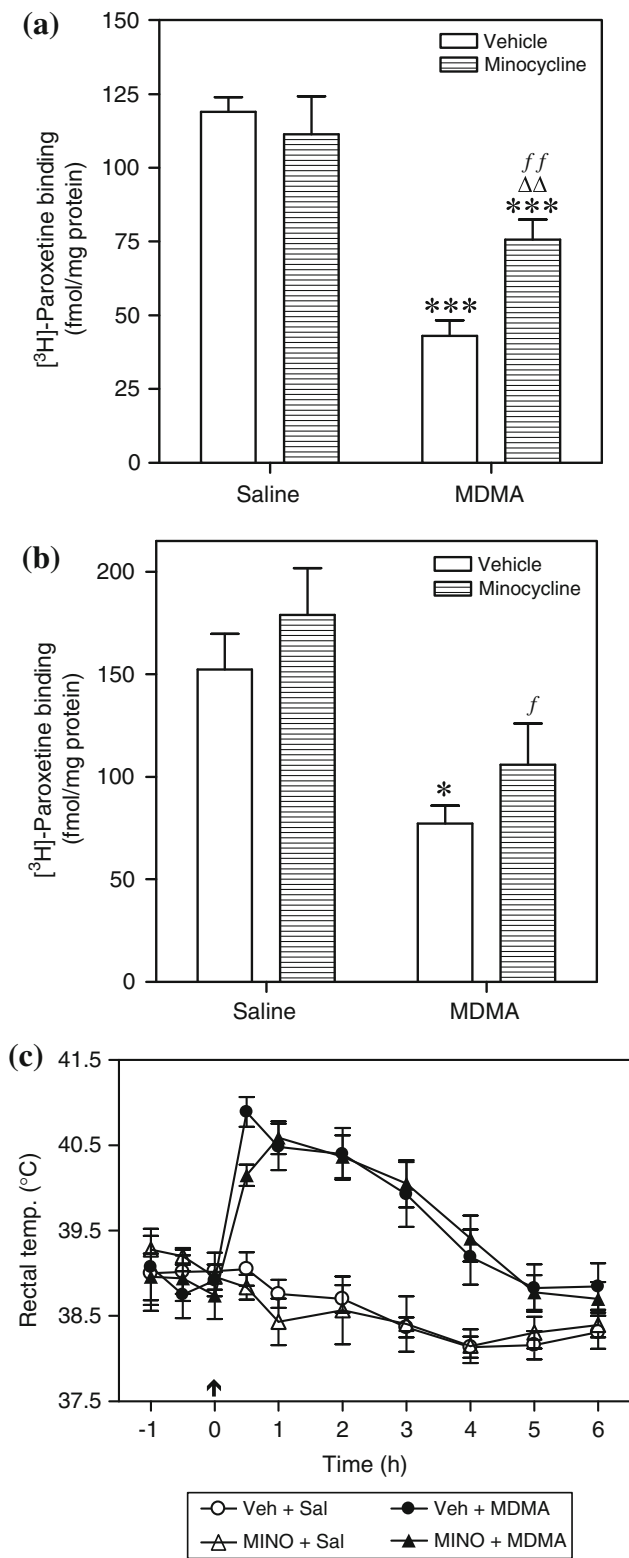 (a)
150
125
100
75
50
25
0
[³H]-Paroxetine binding
(fmol/mg protein)
Vehicle
Minocycline
ƒƒ
ΔΔ
***
***
Saline
MDMA
(b)
200
150
100
50
0
[³H]-Paroxetine binding
(fmol/mg protein)
Vehicle
Minocycline
ƒ
*
Saline
MDMA
(c)
41.5
40.5
39.5
38.5
37.5
Rectal temp. (°C)
-1 0 1 2 3 4 5 6
Time (h)
Veh + Sal
Veh + MDMA
MINO + Sal
MINO + MDMA